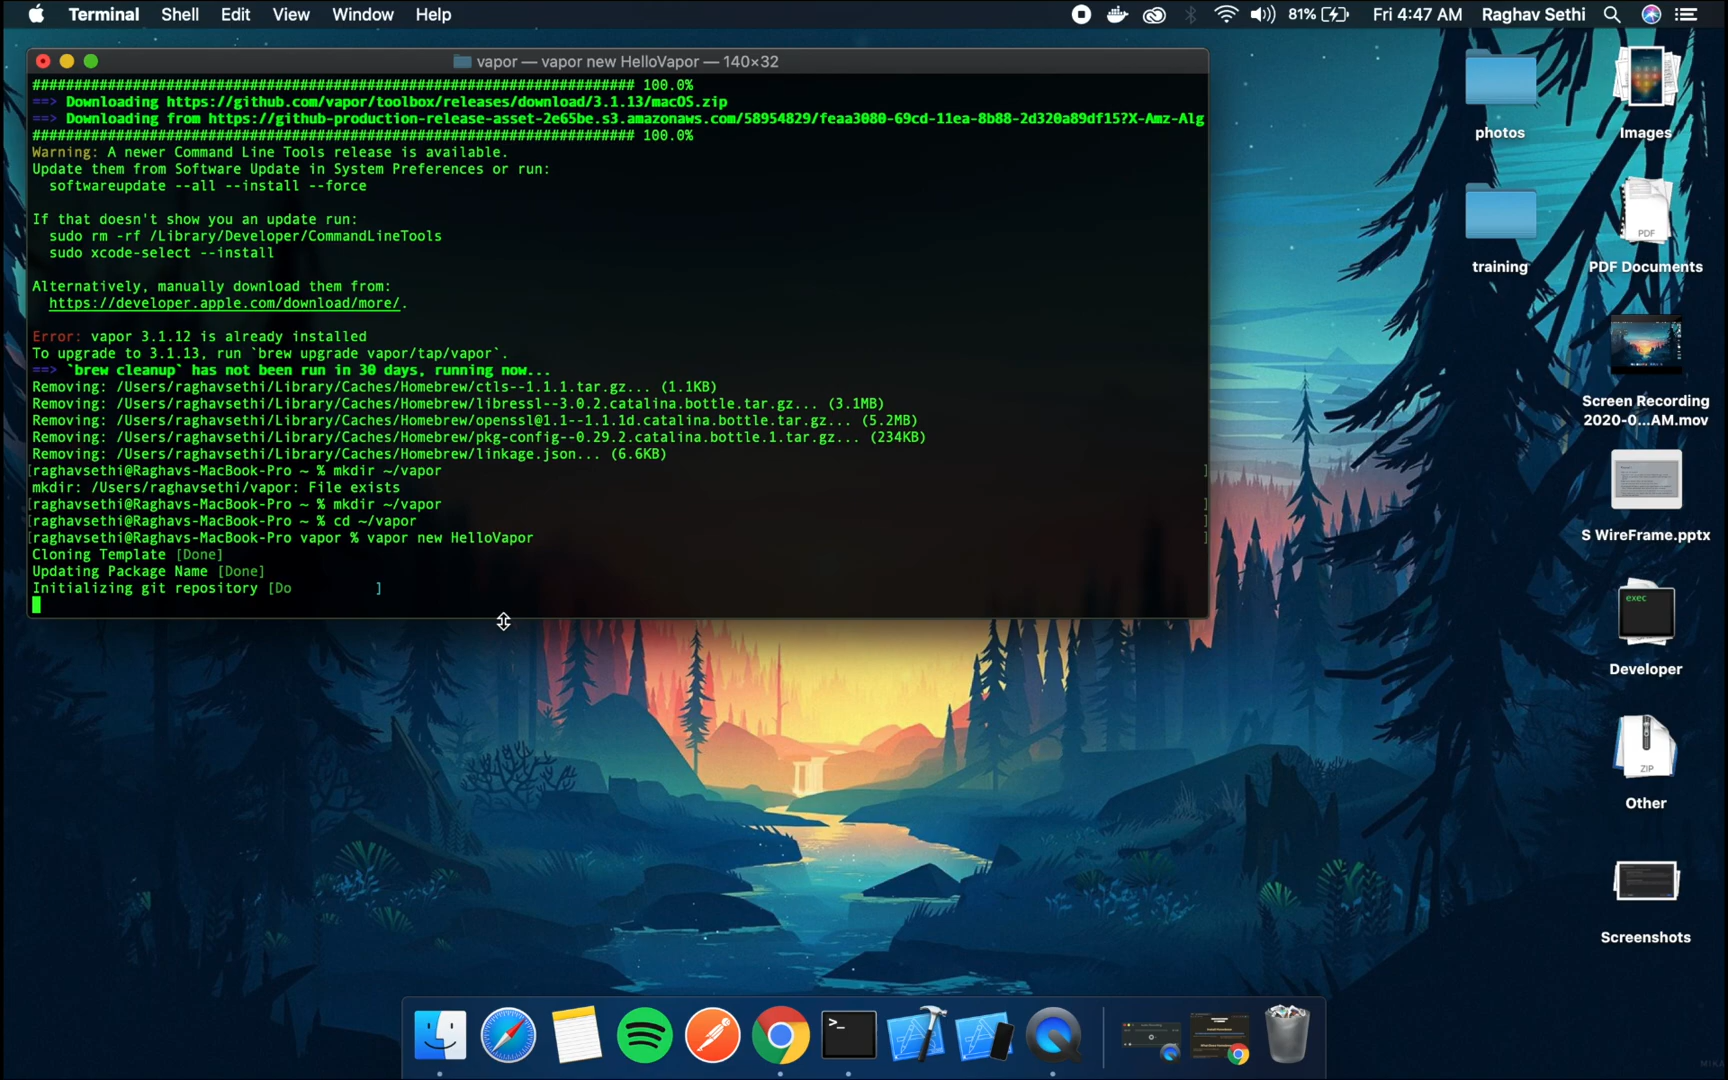 Terminal Shell Edit View Window Help
81% Fri 4:47 AM Raghav Sethi
vapor — vapor new HelloVapor — 140×32
######################################################################## 100.0%
==> Downloading https://github.com/vapor/toolbox/releases/download/3.1.13/macOS.zip
==> Downloading from https://github-production-release-asset-2e65be.s3.amazonaws.com/58954829/feaa3080-69cd-11ea-8b88-2d320a89df15?X-Amz-Alg
######################################################################## 100.0%
Warning: A newer Command Line Tools release is available.
Update them from Software Update in System Preferences or run:
softwareupdate --all --install --force
If that doesn't show you an update run:
sudo rm -rf /Library/Developer/CommandLineTools
sudo xcode-select --install
Alternatively, manually download them from:
https://developer.apple.com/download/more/.
Error: vapor 3.1.12 is already installed
To upgrade to 3.1.13, run `brew upgrade vapor/tap/vapor`.
==> `brew cleanup` has not been run in 30 days, running now...
Removing: /Users/raghavsethi/Library/Caches/Homebrew/ctls--1.1.1.tar.gz... (1.1KB)
Removing: /Users/raghavsethi/Library/Caches/Homebrew/libressl--3.0.2.catalina.bottle.tar.gz... (3.1MB)
Removing: /Users/raghavsethi/Library/Caches/Homebrew/openssl@1.1--1.1.1d.catalina.bottle.tar.gz... (5.2MB)
Removing: /Users/raghavsethi/Library/Caches/Homebrew/pkg-config--0.29.2.catalina.bottle.1.tar.gz... (234KB)
Removing: /Users/raghavsethi/Library/Caches/Homebrew/linkage.json... (6.6KB)
[raghavsethi@Raghavs-MacBook-Pro ~ % mkdir ~/vapor ]
mkdir: /Users/raghavsethi/vapor: File exists
[raghavsethi@Raghavs-MacBook-Pro ~ % mkdir ~/vapor ]
[raghavsethi@Raghavs-MacBook-Pro ~ % cd ~/vapor ]
[raghavsethi@Raghavs-MacBook-Pro vapor % vapor new HelloVapor ]
Cloning Template [Done]
Updating Package Name [Done]
Initializing git repository [Do ]
photos
Images
training
PDF
PDF Documents
Screen Recording
2020-0...AM.mov
S WireFrame.pptx
exec
Developer
ZIP
Other
Screenshots
>_